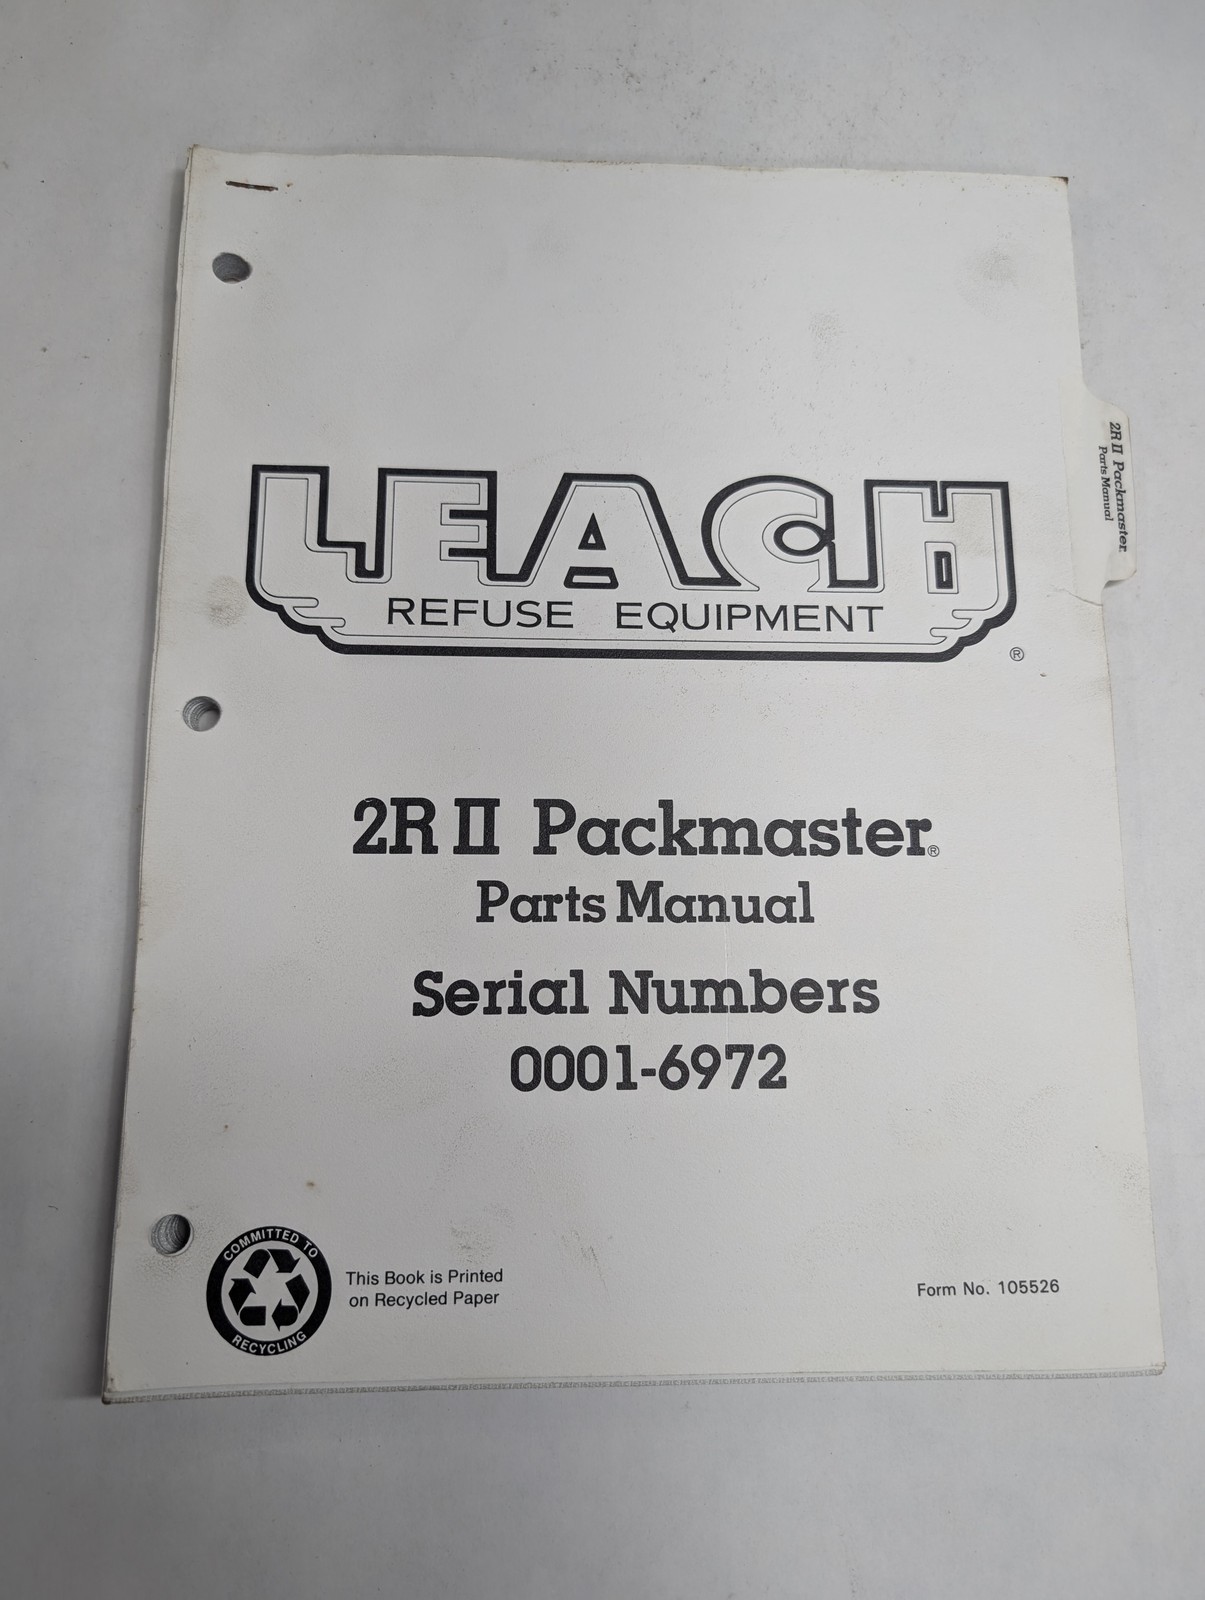 LEACH
REFUSE EQUIPMENT
®
2R II Packmaster®
Parts Manual
Serial Numbers
0001-6972
COMMITTED TO
RECYCLING
This Book is Printed
on Recycled Paper
Form No. 105526
2R II Packmaster
Parts Manual